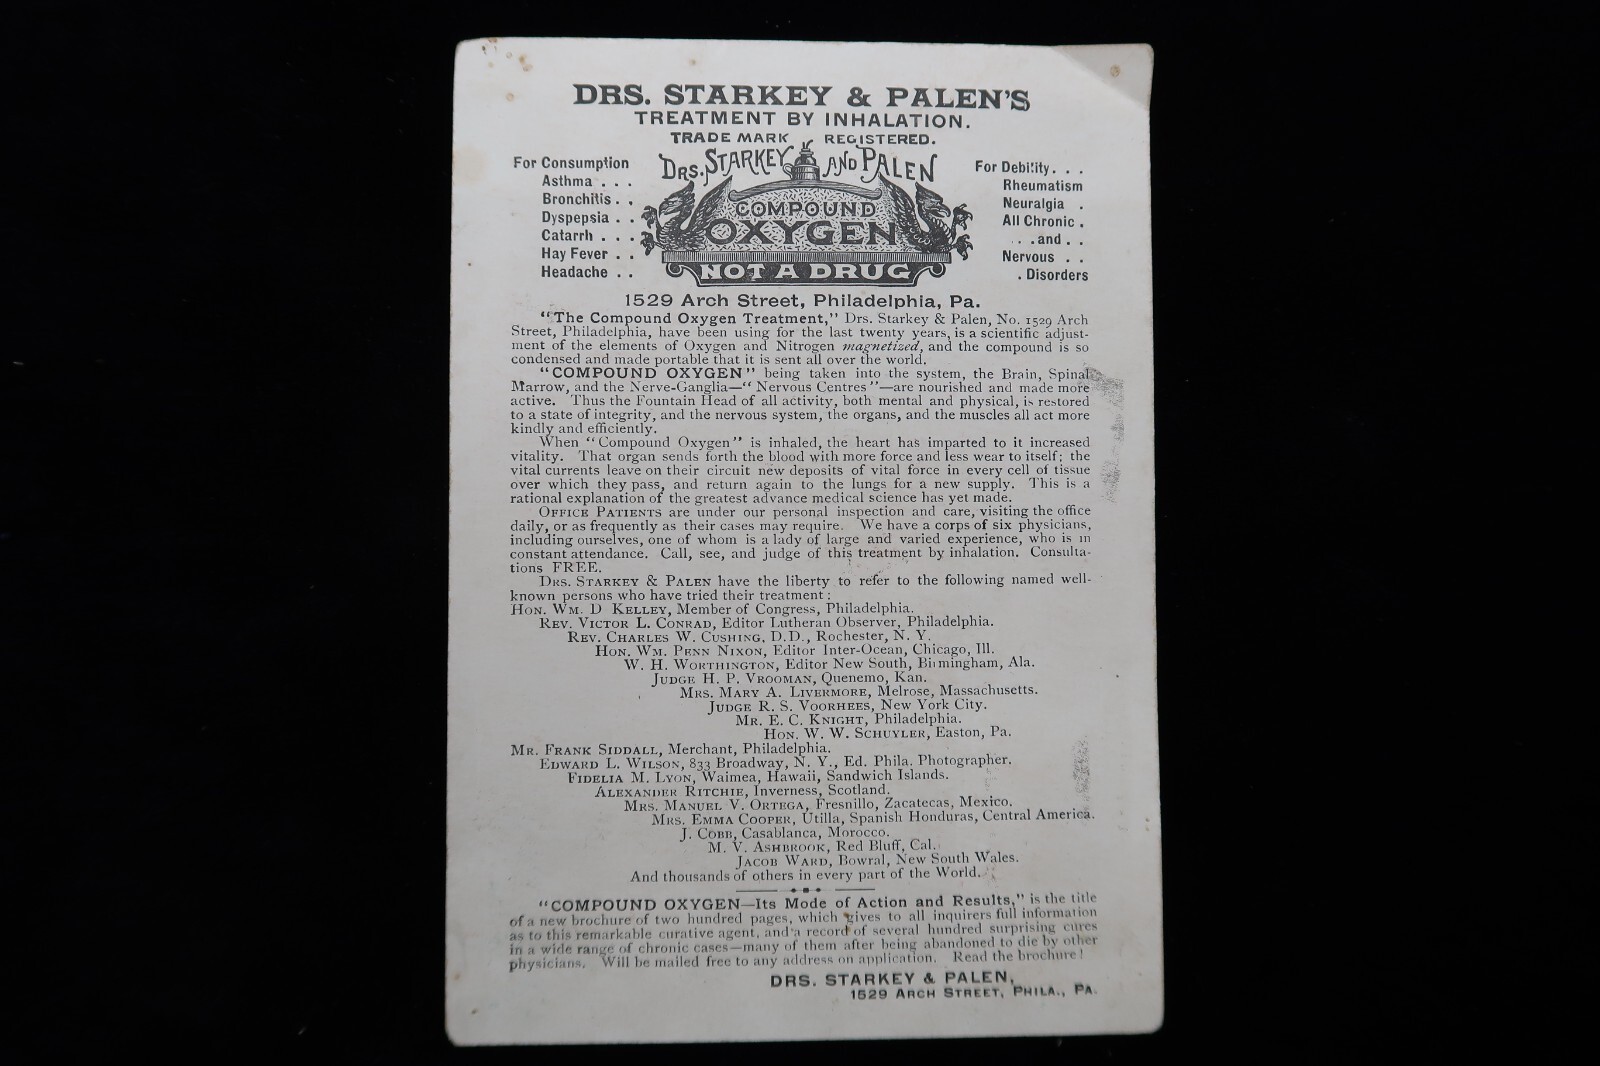 DRS. STARKEY & PALEN'S
TREATMENT BY INHALATION.
TRADE MARK REGISTERED.
DRS. STARKEY AND PALEN
COMPOUND
OXYGEN
NOT A DRUG
For Consumption
Asthma . . .
Bronchitis . .
Dyspepsia . .
Catarrh . . .
Hay Fever . .
Headache . .
For Debility. . .
Rheumatism
Neuralgia .
All Chronic .
. . .and . .
Nervous . .
. Disorders
1529 Arch Street, Philadelphia, Pa.
"The Compound Oxygen Treatment," Drs. Starkey & Palen, No. 1529 Arch
Street, Philadelphia, have been using for the last twenty years, is a scientific adjust-
ment of the elements of Oxygen and Nitrogen magnetized, and the compound is so
condensed and made portable that it is sent all over the world.
"COMPOUND OXYGEN" being taken into the system, the Brain, Spinal
Marrow, and the Nerve-Ganglia—"Nervous Centres"—are nourished and made more
active. Thus the Fountain Head of all activity, both mental and physical, is restored
to a state of integrity, and the nervous system, the organs, and the muscles all act more
kindly and efficiently.
When "Compound Oxygen" is inhaled, the heart has imparted to it increased
vitality. That organ sends forth the blood with more force and less wear to itself; the
vital currents leave on their circuit new deposits of vital force in every cell of tissue
over which they pass, and return again to the lungs for a new supply. This is a
rational explanation of the greatest advance medical science has yet made.
OFFICE PATIENTS are under our personal inspection and care, visiting the office
daily, or as frequently as their cases may require. We have a corps of six physicians,
including ourselves, one of whom is a lady of large and varied experience, who is in
constant attendance. Call, see, and judge of this treatment by inhalation. Consulta-
tions FREE.
DRS. STARKEY & PALEN have the liberty to refer to the following named well-
known persons who have tried their treatment:
HON. WM. D KELLEY, Member of Congress, Philadelphia.
REV. VICTOR L. CONRAD, Editor Lutheran Observer, Philadelphia.
REV. CHARLES W. CUSHING, D.D., Rochester, N. Y.
HON. WM. PENN NIXON, Editor Inter-Ocean, Chicago, Ill.
W. H. WORTHINGTON, Editor New South, Birmingham, Ala.
JUDGE H. P. VROOMAN, Quenemo, Kan.
MRS. MARY A. LIVERMORE, Melrose, Massachusetts.
JUDGE R. S. VOORHEES, New York City.
MR. E. C. KNIGHT, Philadelphia.
HON. W. W. SCHUYLER, Easton, Pa.
MR. FRANK SIDDALL, Merchant, Philadelphia.
EDWARD L. WILSON, 833 Broadway, N. Y., Ed. Phila. Photographer.
FIDELIA M. LYON, Waimea, Hawaii, Sandwich Islands.
ALEXANDER RITCHIE, Inverness, Scotland.
MRS. MANUEL V. ORTEGA, Fresnillo, Zacatecas, Mexico.
MRS. EMMA COOPER, Utilla, Spanish Honduras, Central America.
J. COBB, Casablanca, Morocco.
M. V. ASHBROOK, Red Bluff, Cal.
JACOB WARD, Bowral, New South Wales.
And thousands of others in every part of the World.
"COMPOUND OXYGEN—Its Mode of Action and Results," is the title
of a new brochure of two hundred pages, which gives to all inquirers full information
as to this remarkable curative agent, and a record of several hundred surprising cures
in a wide range of chronic cases—many of them after being abandoned to die by other
physicians. Will be mailed free to any address on application. Read the brochure!
DRS. STARKEY & PALEN,
1529 ARCH STREET, PHILA., PA.